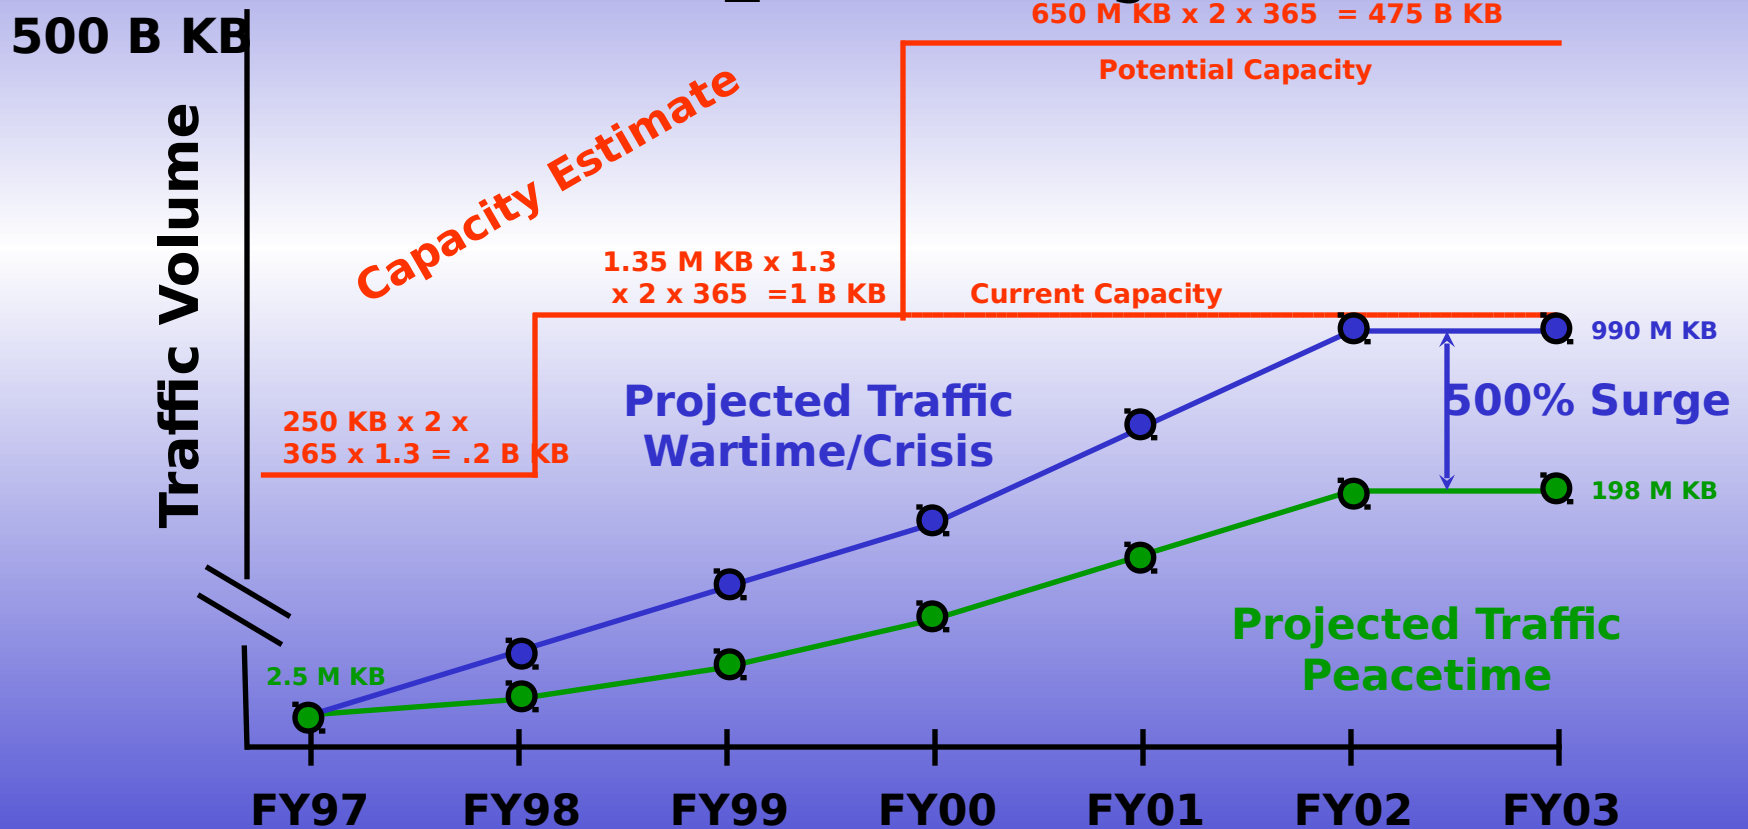 650 M KB x 2 x 365 = 475 B KB
500 B KB
Potential Capacity
Capacity Estimate
Traffic Volume
1.35 M KB x 1.3
x 2 x 365 =1 B KB
Current Capacity
990 M KB
Projected Traffic
Wartime/Crisis
500% Surge
250 KB x 2 x
365 x 1.3 = .2 B KB
198 M KB
Projected Traffic
Peacetime
2.5 M KB
FY97 FY98 FY99 FY00 FY01 FY02 FY03